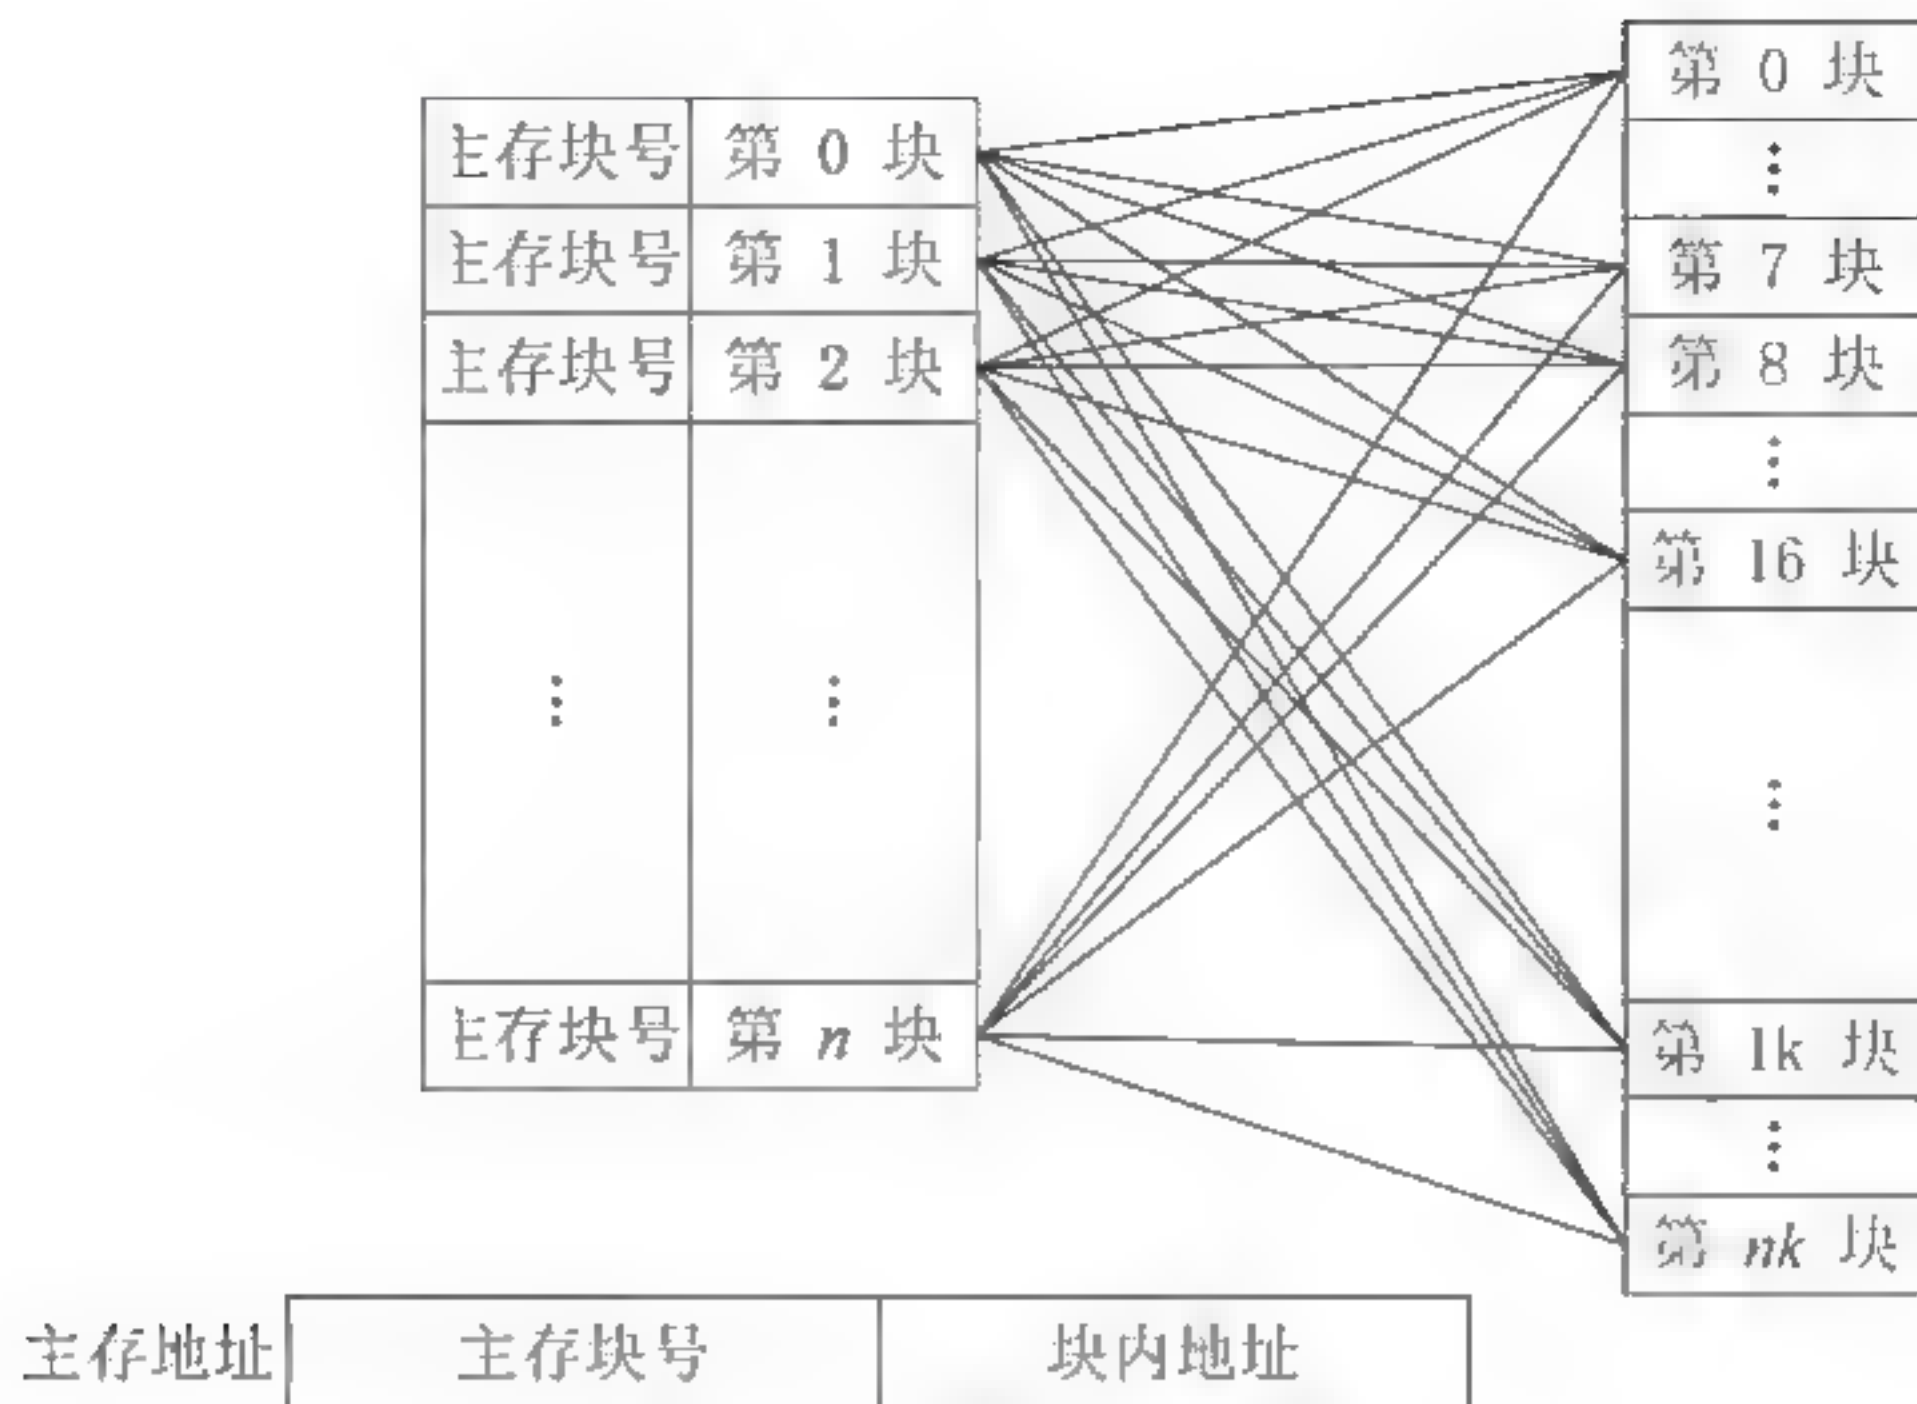 主存块号 第 0 块
主存块号 第 1 块
主存块号 第 2 块
⋮ ⋮
主存块号 第 n 块
第 0 块
⋮
第 7 块
第 8 块
⋮
第 16 块
⋮
第 1k 块
⋮
第 nk 块
主存地址 主存块号 块内地址